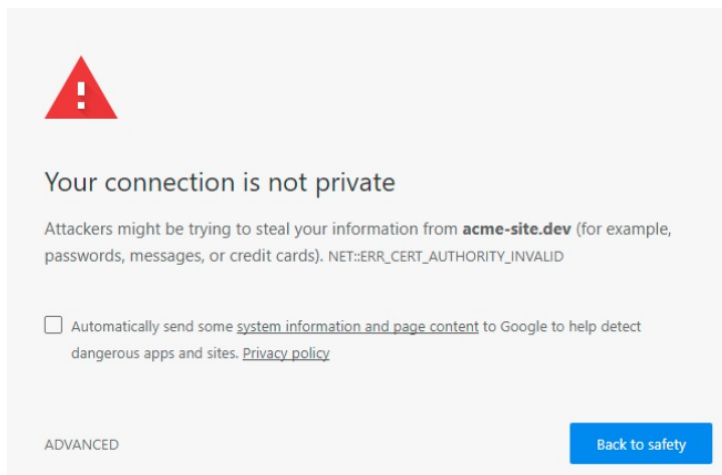 Your connection is not private
Attackers might be trying to steal your information from acme-site.dev (for example,
passwords, messages, or credit cards). NET::ERR_CERT_AUTHORITY_INVALID
Automatically send some system information and page content to Google to help detect
dangerous apps and sites. Privacy policy
ADVANCED
Back to safety